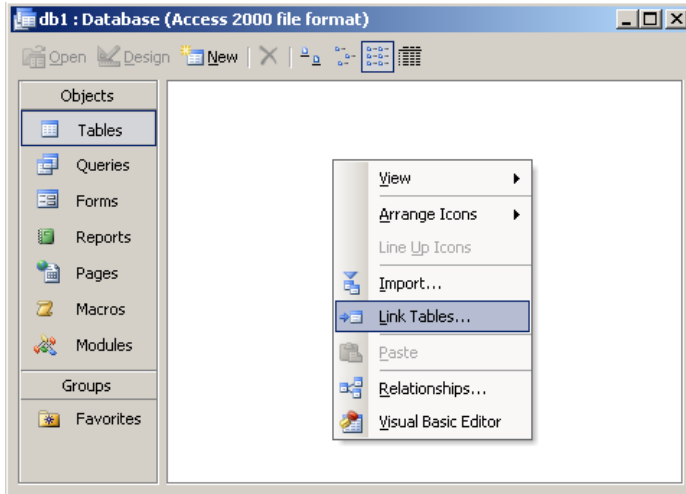 db1 : Database (Access 2000 file format)
Open Design New
Objects
Tables
Queries
Forms
Reports
Pages
Macros
Modules
Groups
Favorites
View
Arrange Icons
Line Up Icons
Import...
Link Tables...
Paste
Relationships...
Visual Basic Editor